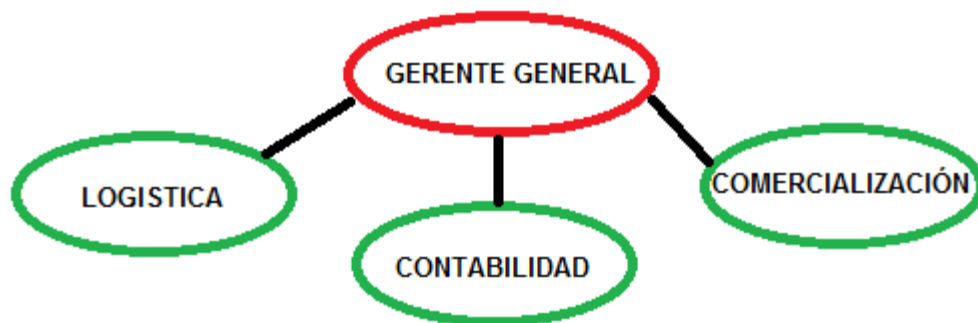 GERENTE GENERAL
LOGISTICA
COMERCIALIZACIÓN
CONTABILIDAD